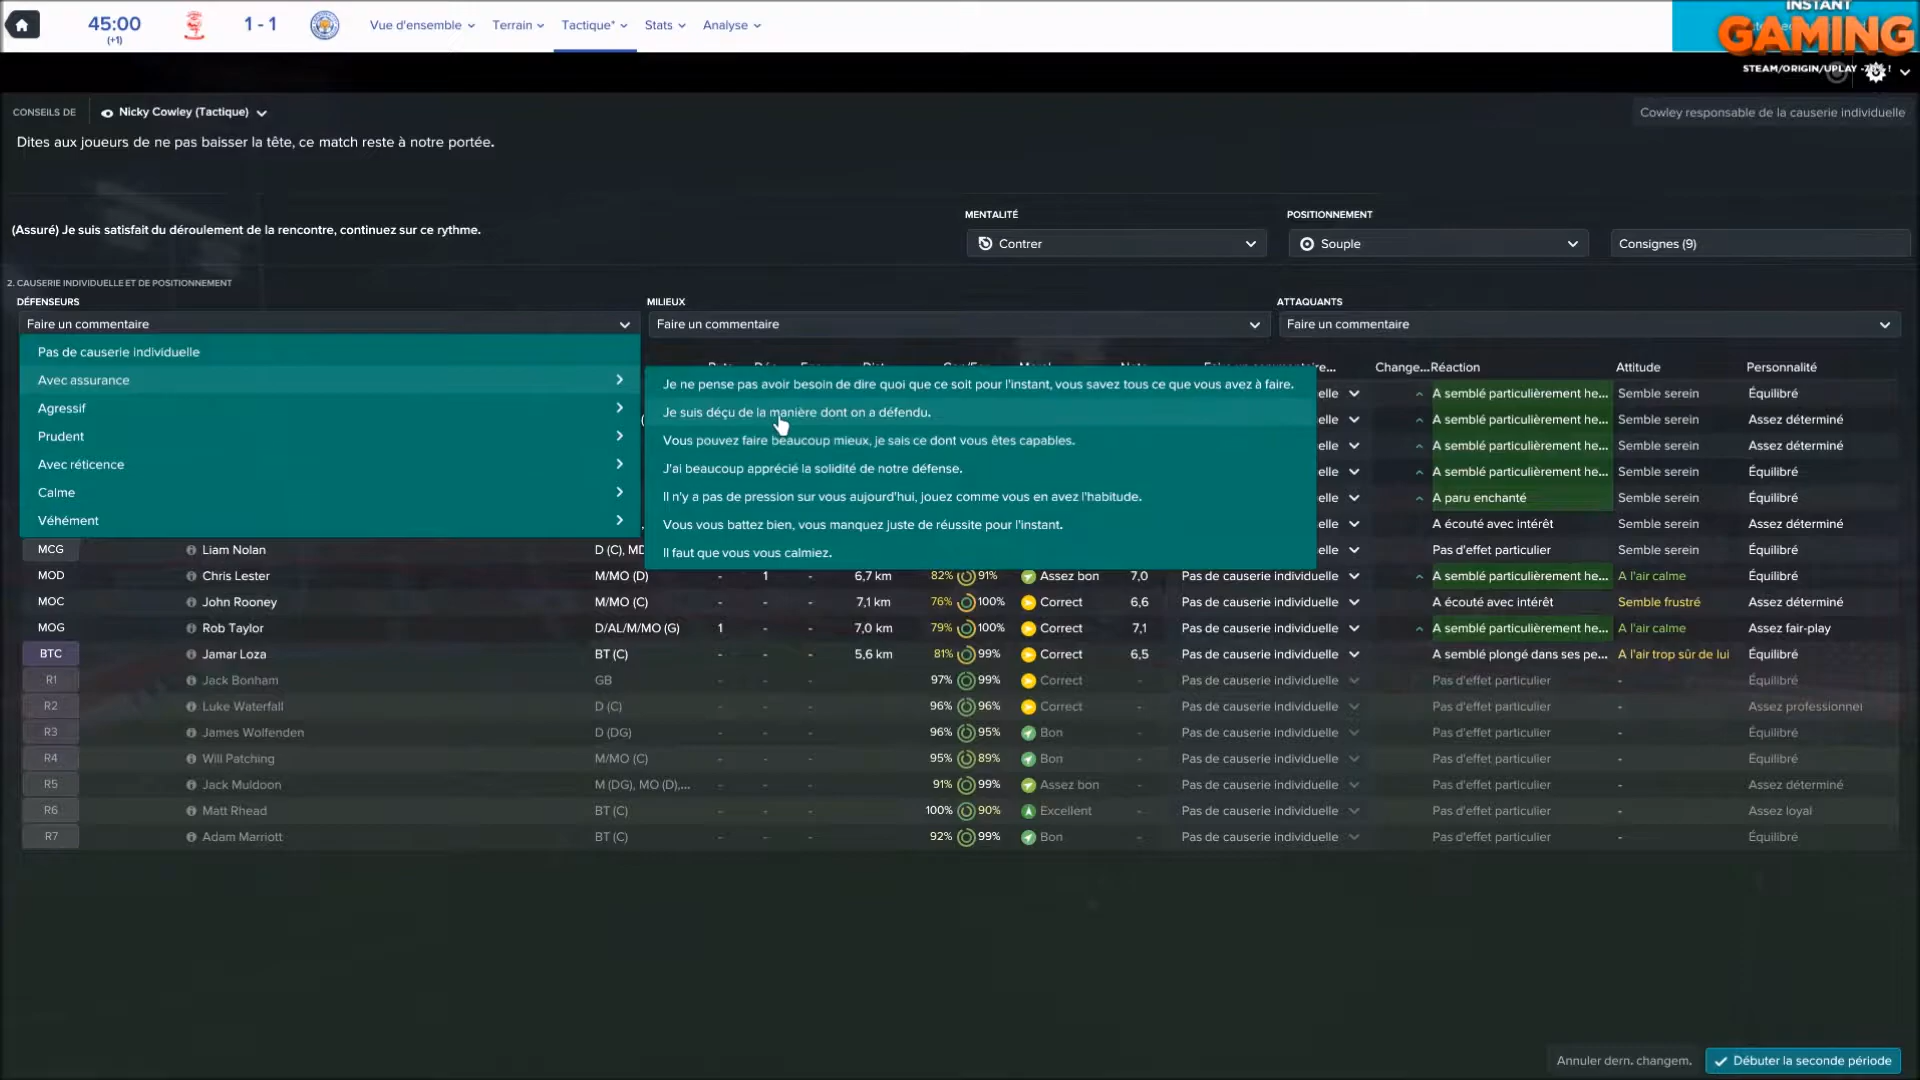 45:00
(+1)
1 - 1
Vue d'ensemble
Terrain
Tactique*
Stats
Analyse
INSTANT
GAMING
STEAM/ORIGIN/UPLAY
CONSEILS DE
Nicky Cowley (Tactique)
Cowley responsable de la causerie individuelle
Dites aux joueurs de ne pas baisser la tête, ce match reste à notre portée.
MENTALITÉ
POSITIONNEMENT
(Assuré) Je suis satisfait du déroulement de la rencontre, continuez sur ce rythme.
Contrer
Souple
Consignes (9)
2. CAUSERIE INDIVIDUELLE ET DE POSITIONNEMENT
DÉFENSEURS
MILIEUX
ATTAQUANTS
Faire un commentaire
Faire un commentaire
Faire un commentaire
Pas de causerie individuelle
Avec assurance
Agressif
Prudent
Avec réticence
Calme
Véhément
Je ne pense pas avoir besoin de dire quoi que ce soit pour l'instant, vous savez tous ce que vous avez à faire.
Je suis déçu de la manière dont on a défendu.
Vous pouvez faire beaucoup mieux, je sais ce dont vous êtes capables.
J'ai beaucoup apprécié la solidité de notre défense.
Il n'y a pas de pression sur vous aujourd'hui, jouez comme vous en avez l'habitude.
Vous vous battez bien, vous manquez juste de réussite pour l'instant.
Il faut que vous vous calmiez.
Change... Réaction Attitude Personnalité
elle A semblé particulièrement he... Semble serein Équilibré
elle A semblé particulièrement he... Semble serein Assez déterminé
elle A semblé particulièrement he... Semble serein Assez déterminé
elle A semblé particulièrement he... Semble serein Équilibré
elle A paru enchanté Semble serein Équilibré
elle A écouté avec intérêt Semble serein Assez déterminé
MCG Liam Nolan D (C), MD elle Pas d'effet particulier Semble serein Équilibré
MOD Chris Lester M/MO (D) - 1 - 6,7 km 82% 91% Assez bon 7,0 Pas de causerie individuelle A semblé particulièrement he... A l'air calme Équilibré
MOC John Rooney M/MO (C) - - - 7,1 km 76% 100% Correct 6,6 Pas de causerie individuelle A écouté avec intérêt Semble frustré Assez déterminé
MOG Rob Taylor D/AL/M/MO (G) 1 - - 7,0 km 79% 100% Correct 7,1 Pas de causerie individuelle A semblé particulièrement he... A l'air calme Assez fair-play
BTC Jamar Loza BT (C) - - - 5,6 km 81% 99% Correct 6,5 Pas de causerie individuelle A semblé plongé dans ses pe... A l'air trop sûr de lui Équilibré
R1 Jack Bonham GB - - - 97% 99% Correct - Pas de causerie individuelle Pas d'effet particulier - Équilibré
R2 Luke Waterfall D (C) - - - 96% 96% Correct - Pas de causerie individuelle Pas d'effet particulier - Assez professionnel
R3 James Wolfenden D (DG) - - - 96% 95% Bon - Pas de causerie individuelle Pas d'effet particulier - Équilibré
R4 Will Patching M/MO (C) - - - 95% 89% Bon - Pas de causerie individuelle Pas d'effet particulier - Équilibré
R5 Jack Muldoon M (DG), MO (D),... - - - 91% 99% Assez bon - Pas de causerie individuelle Pas d'effet particulier - Assez déterminé
R6 Matt Rhead BT (C) - - - 100% 90% Excellent - Pas de causerie individuelle Pas d'effet particulier - Assez loyal
R7 Adam Marriott BT (C) - - - 92% 99% Bon - Pas de causerie individuelle Pas d'effet particulier - Équilibré
Annuler dern. changem.
Débuter la seconde période